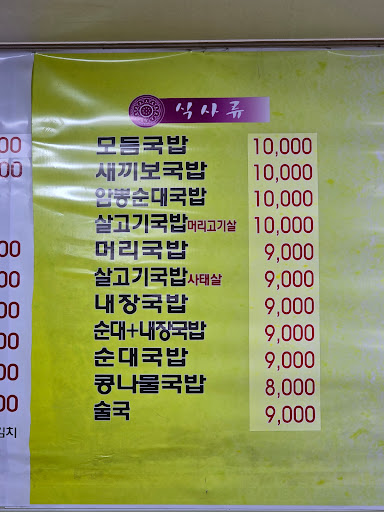 식사류
모듬국밥 10,000
새끼보국밥 10,000
암뽕순대국밥 10,000
살고기국밥머리고기살 10,000
머리국밥 9,000
살고기국밥사태살 9,000
내장국밥 9,000
순대+내장국밥 9,000
순대국밥 9,000
콩나물국밥 8,000
술국 9,000
김치